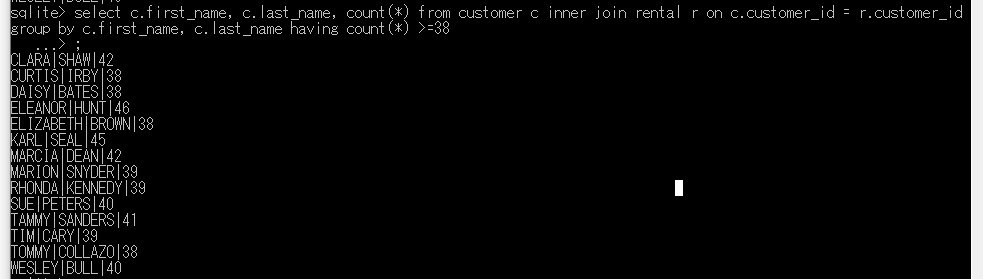 sqlite> select c.first_name, c.last_name, count(*) from customer c inner join rental r on c.customer_id = r.customer_id
group by c.first_name, c.last_name having count(*) >=38
...> ;
CLARA|SHAW|42
CURTIS|IRBY|38
DAISY|BATES|38
ELEANOR|HUNT|46
ELIZABETH|BROWN|38
KARL|SEAL|45
MARCIA|DEAN|42
MARION|SNYDER|39
RHONDA|KENNEDY|39
SUE|PETERS|40
TAMMY|SANDERS|41
TIM|CARY|39
TOMMY|COLLAZO|38
WESLEY|BULL|40